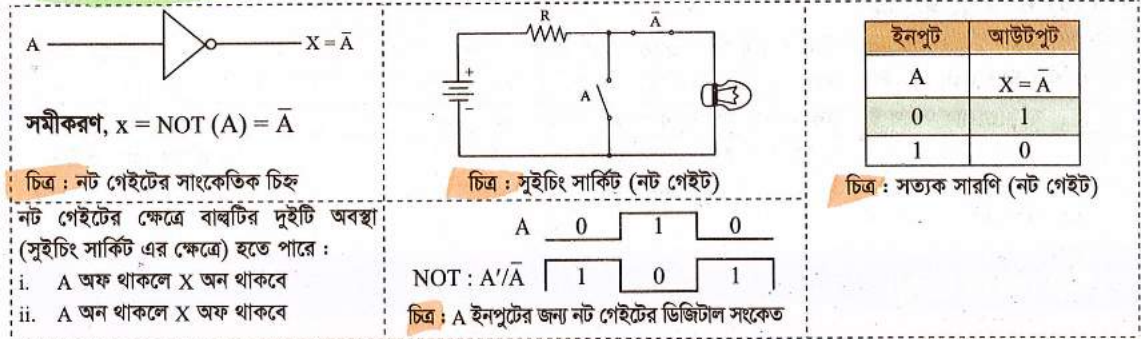 A
X = A̅
সমীকরণ, x = NOT (A) = A̅
চিত্র : নট গেইটের সাংকেতিক চিহ্ন
R
A̅
+
−
A
চিত্র : সুইচিং সার্কিট (নট গেইট)
ইনপুট আউটপুট
A X = A̅
0 1
1 0
চিত্র : সত্যক সারণি (নট গেইট)
নট গেইটের ক্ষেত্রে বাল্বটির দুইটি অবস্থা
(সুইচিং সার্কিট এর ক্ষেত্রে) হতে পারে :
i. A অফ থাকলে X অন থাকবে
ii. A অন থাকলে X অফ থাকবে
A 0 1 0
NOT : A′/A̅ 1 0 1
চিত্র : A ইনপুটের জন্য নট গেইটের ডিজিটাল সংকেত